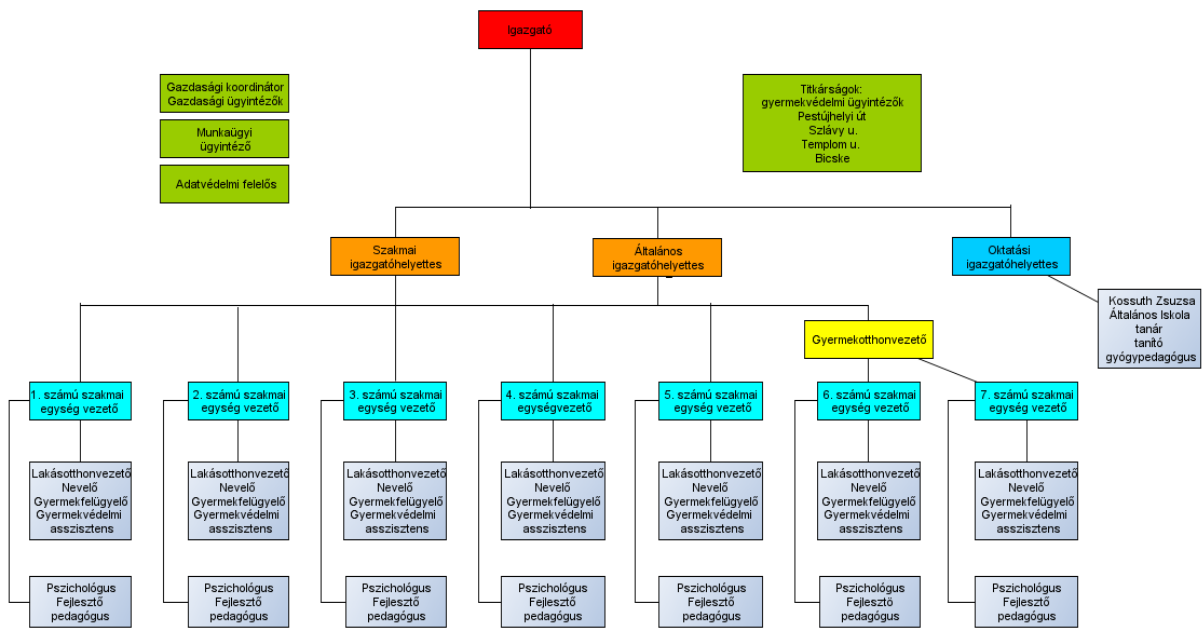 Igazgató
Gazdasági koordinátor
Gazdasági ügyintézők
Munkaügyi
ügyintéző
Adatvédelmi felelős
Titkárságok:
gyermekvédelmi ügyintézők
Pestújhelyi út
Szlávy u.
Templom u.
Bicske
Szakmai
igazgatóhelyettes
Általános
igazgatóhelyettes
Oktatási
igazgatóhelyettes
Kossuth Zsuzsa
Általános Iskola
tanár
tanító
gyógypedagógus
Gyermekotthonvezető
1. számú szakmai
egység vezető
2. számú szakmai
egység vezető
3. számú szakmai
egység vezető
4. számú szakmai
egységvezető
5. számú szakmai
egység vezető
6. számú szakmai
egység vezető
7. számú szakmai
egység vezető
Lakásotthonvezető
Nevelő
Gyermekfelügyelő
Gyermekvédelmi
asszisztens
Lakásotthonvezető
Nevelő
Gyermekfelügyelő
Gyermekvédelmi
asszisztens
Lakásotthonvezető
Nevelő
Gyermekfelügyelő
Gyermekvédelmi
asszisztens
Lakásotthonvezető
Nevelő
Gyermekfelügyelő
Gyermekvédelmi
asszisztens
Lakásotthonvezető
Nevelő
Gyermekfelügyelő
Gyermekvédelmi
asszisztens
Lakásotthonvezető
Nevelő
Gyermekfelügyelő
Gyermekvédelmi
asszisztens
Lakásotthonvezető
Nevelő
Gyermekfelügyelő
Gyermekvédelmi
asszisztens
Pszichológus
Fejlesztő
pedagógus
Pszichológus
Fejlesztő
pedagógus
Pszichológus
Fejlesztő
pedagógus
Pszichológus
Fejlesztő
pedagógus
Pszichológus
Fejlesztő
pedagógus
Pszichológus
Fejlesztö
pedagógus
Pszichológus
Fejlesztő
pedagógus